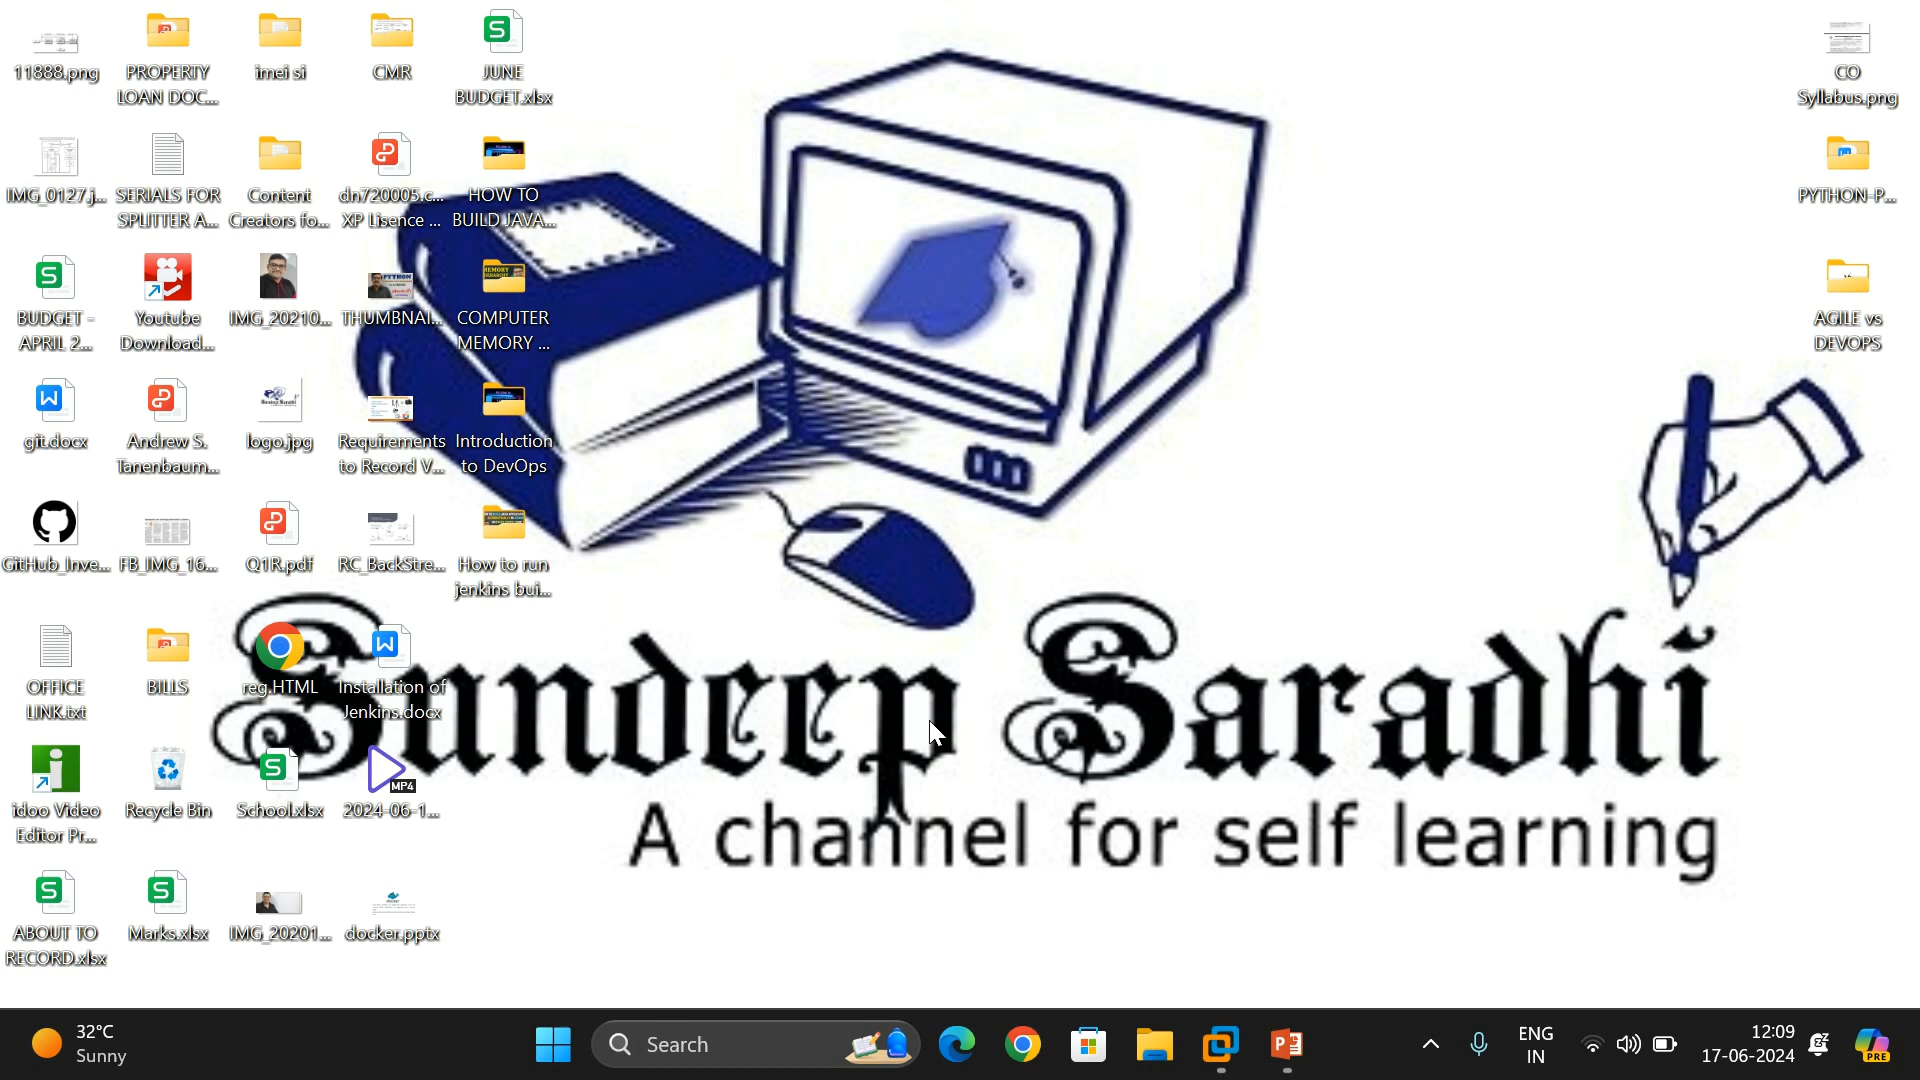 11888.png
PROPERTY
LOAN DOC...
imei si
CMR
JUNE
BUDGET.xlsx
CO
Syllabus.png
IMG_0127.j...
SERIALS FOR
SPLITTER A...
Content
Creators fo...
dn720005.c...
XP Lisence ...
HOW TO
BUILD JAVA...
PYTHON-P...
BUDGET -
APRIL 2...
Youtube
Download...
IMG_20210...
THUMBNAI...
COMPUTER
MEMORY ...
AGILE vs
DEVOPS
git.docx
Andrew S.
Tanenbaum...
logo.jpg
Requirements
to Record V...
Introduction
to DevOps
GitHub_Inve...
FB_IMG_16...
Q1R.pdf
RC_BackStre...
How to run
jenkins bui...
OFFICE
LINK.txt
BILLS
reg.HTML
Installation of
Jenkins.docx
Sundeep Saradhi
A channel for self learning
idoo Video
Editor Pr...
Recycle Bin
School.xlsx
MP4
2024-06-1...
ABOUT TO
RECORD.xlsx
Marks.xlsx
IMG_20201...
docker.pptx
32°C
Sunny
Search
ENG
IN
12:09
17-06-2024
PRE